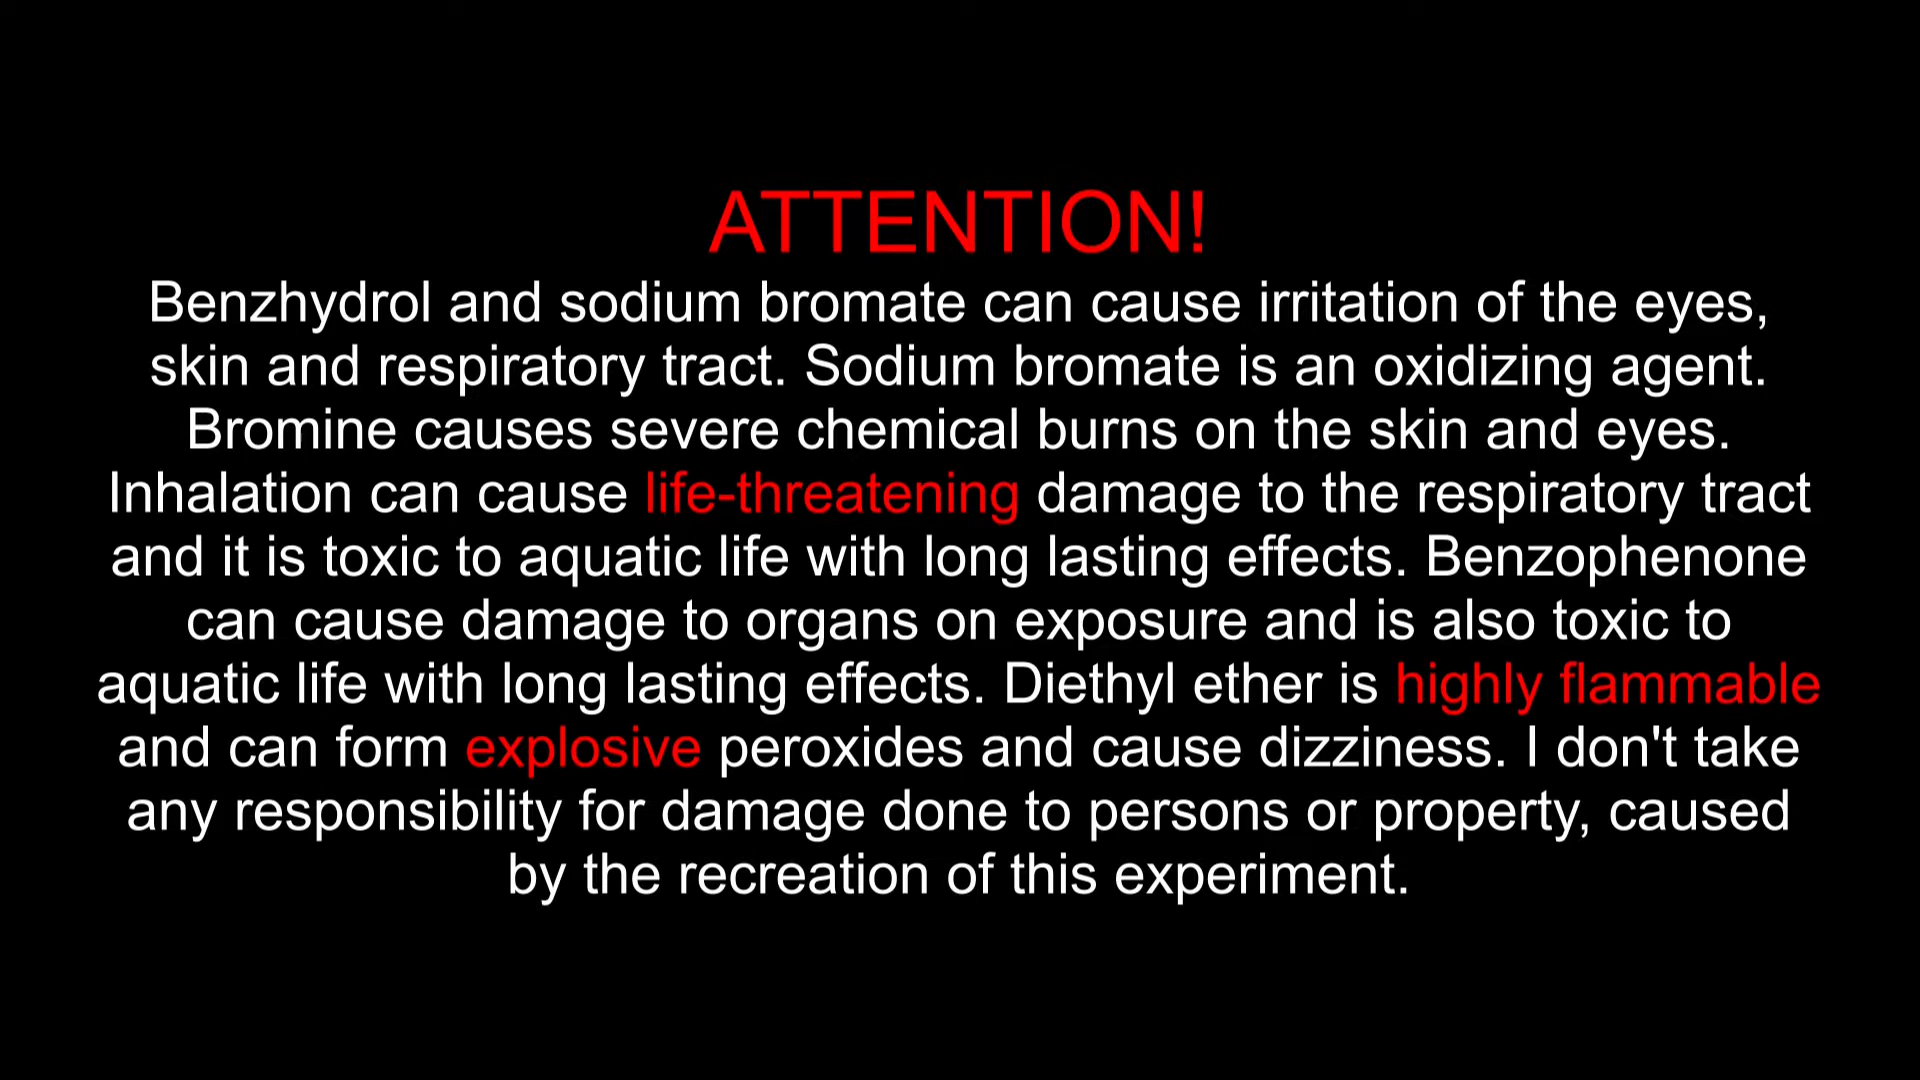 ATTENTION!
Benzhydrol and sodium bromate can cause irritation of the eyes,
skin and respiratory tract. Sodium bromate is an oxidizing agent.
Bromine causes severe chemical burns on the skin and eyes.
Inhalation can cause life-threatening damage to the respiratory tract
and it is toxic to aquatic life with long lasting effects. Benzophenone
can cause damage to organs on exposure and is also toxic to
aquatic life with long lasting effects. Diethyl ether is highly flammable
and can form explosive peroxides and cause dizziness. I don't take
any responsibility for damage done to persons or property, caused
by the recreation of this experiment.